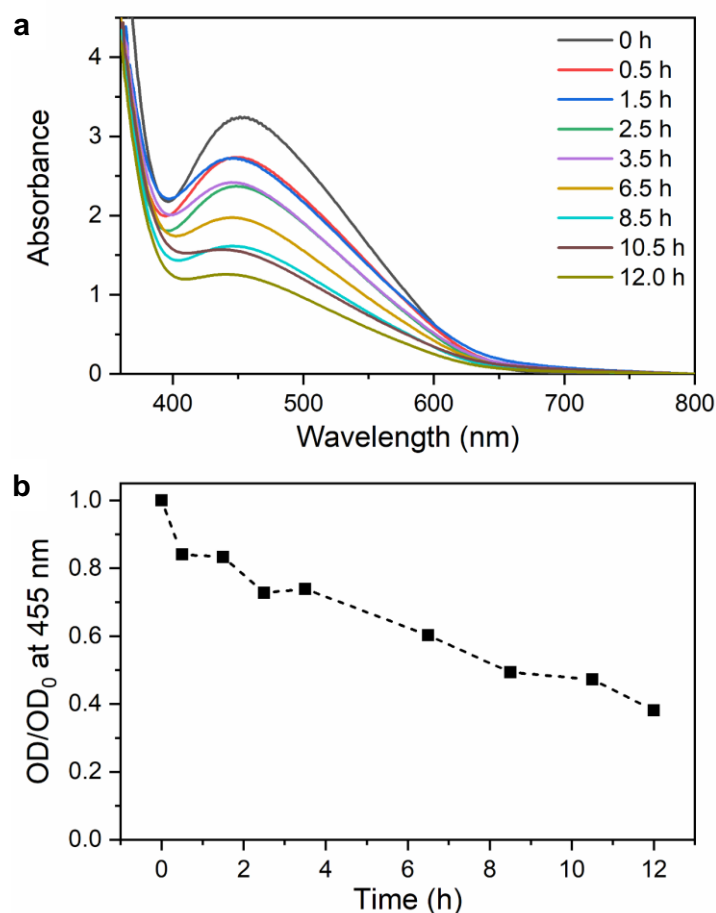 a
4
3
2
1
0
Absorbance
0 h
0.5 h
1.5 h
2.5 h
3.5 h
6.5 h
8.5 h
10.5 h
12.0 h
400 500 600 700 800
Wavelength (nm)
b
1.0
0.8
0.6
0.4
0.2
0.0
OD/OD₀ at 455 nm
0 2 4 6 8 10 12
Time (h)